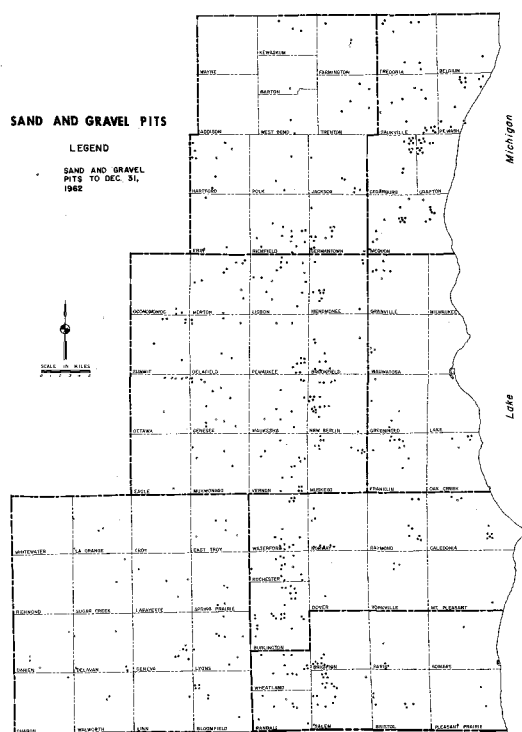 KEWASKUM
WAYNE
FARMINGTON
FREDONIA
BELGIUM
BARTON
SAND AND GRAVEL PITS
ADDISON
WEST BEND
TRENTON
SAUKVILLE
LEGEND
Michigan
SAND AND GRAVEL
PITS TO DEC. 31,
1962
HARTFORD
POLK
JACKSON
CEDARBURG
GRAFTON
ERIN
RICHFIELD
GERMANTOWN
MEQUON
OCONOMOWOC
MERTON
LISBON
MENOMONEE
GRANVILLE
MILWAUKEE
SCALE IN MILES
SUMMIT
DELAFIELD
PEWAUKEE
BROOKFIELD
WAUWATOSA
Lake
OTTAWA
GENESEE
WAUKESHA
NEW BERLIN
GREENFIELD
LAKE
EAGLE
MUKWONAGO
VERNON
MUSKEGO
FRANKLIN
OAK CREEK
WHITEWATER
LA GRANGE
TROY
EAST TROY
WATERFORD
RAYMOND
CALEDONIA
ROCHESTER
RICHMOND
SUGAR CREEK
LAFAYETTE
SPRING PRAIRIE
DOVER
YORKVILLE
MT. PLEASANT
BURLINGTON
DARIEN
DELAVAN
GENEVA
LYONS
BRIGHTON
PARIS
SOMERS
WHEATLAND
SHARON
WALWORTH
LINN
BLOOMFIELD
RANDALL
SALEM
BRISTOL
PLEASANT PRAIRIE